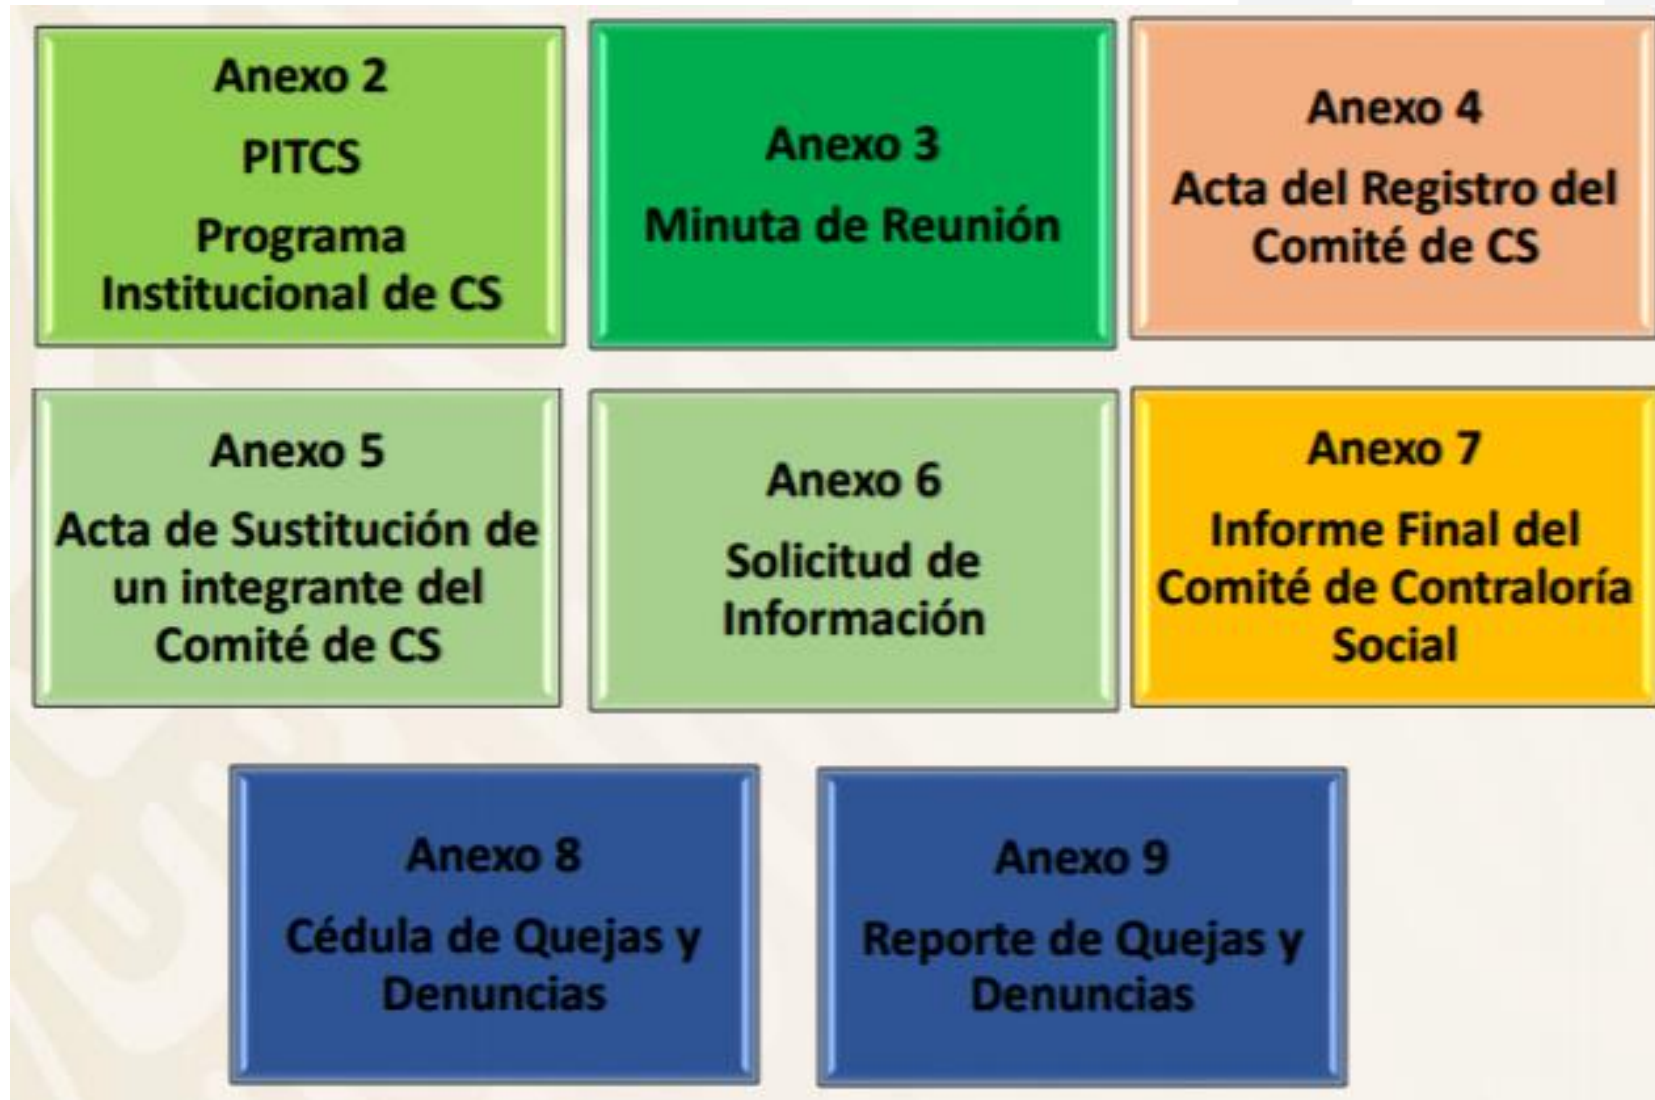 Anexo 2
PITCS
Programa
Institucional de CS
Anexo 3
Minuta de Reunión
Anexo 4
Acta del Registro del
Comité de CS
Anexo 5
Acta de Sustitución de
un integrante del
Comité de CS
Anexo 6
Solicitud de
Información
Anexo 7
Informe Final del
Comité de Contraloría
Social
Anexo 8
Cédula de Quejas y
Denuncias
Anexo 9
Reporte de Quejas y
Denuncias